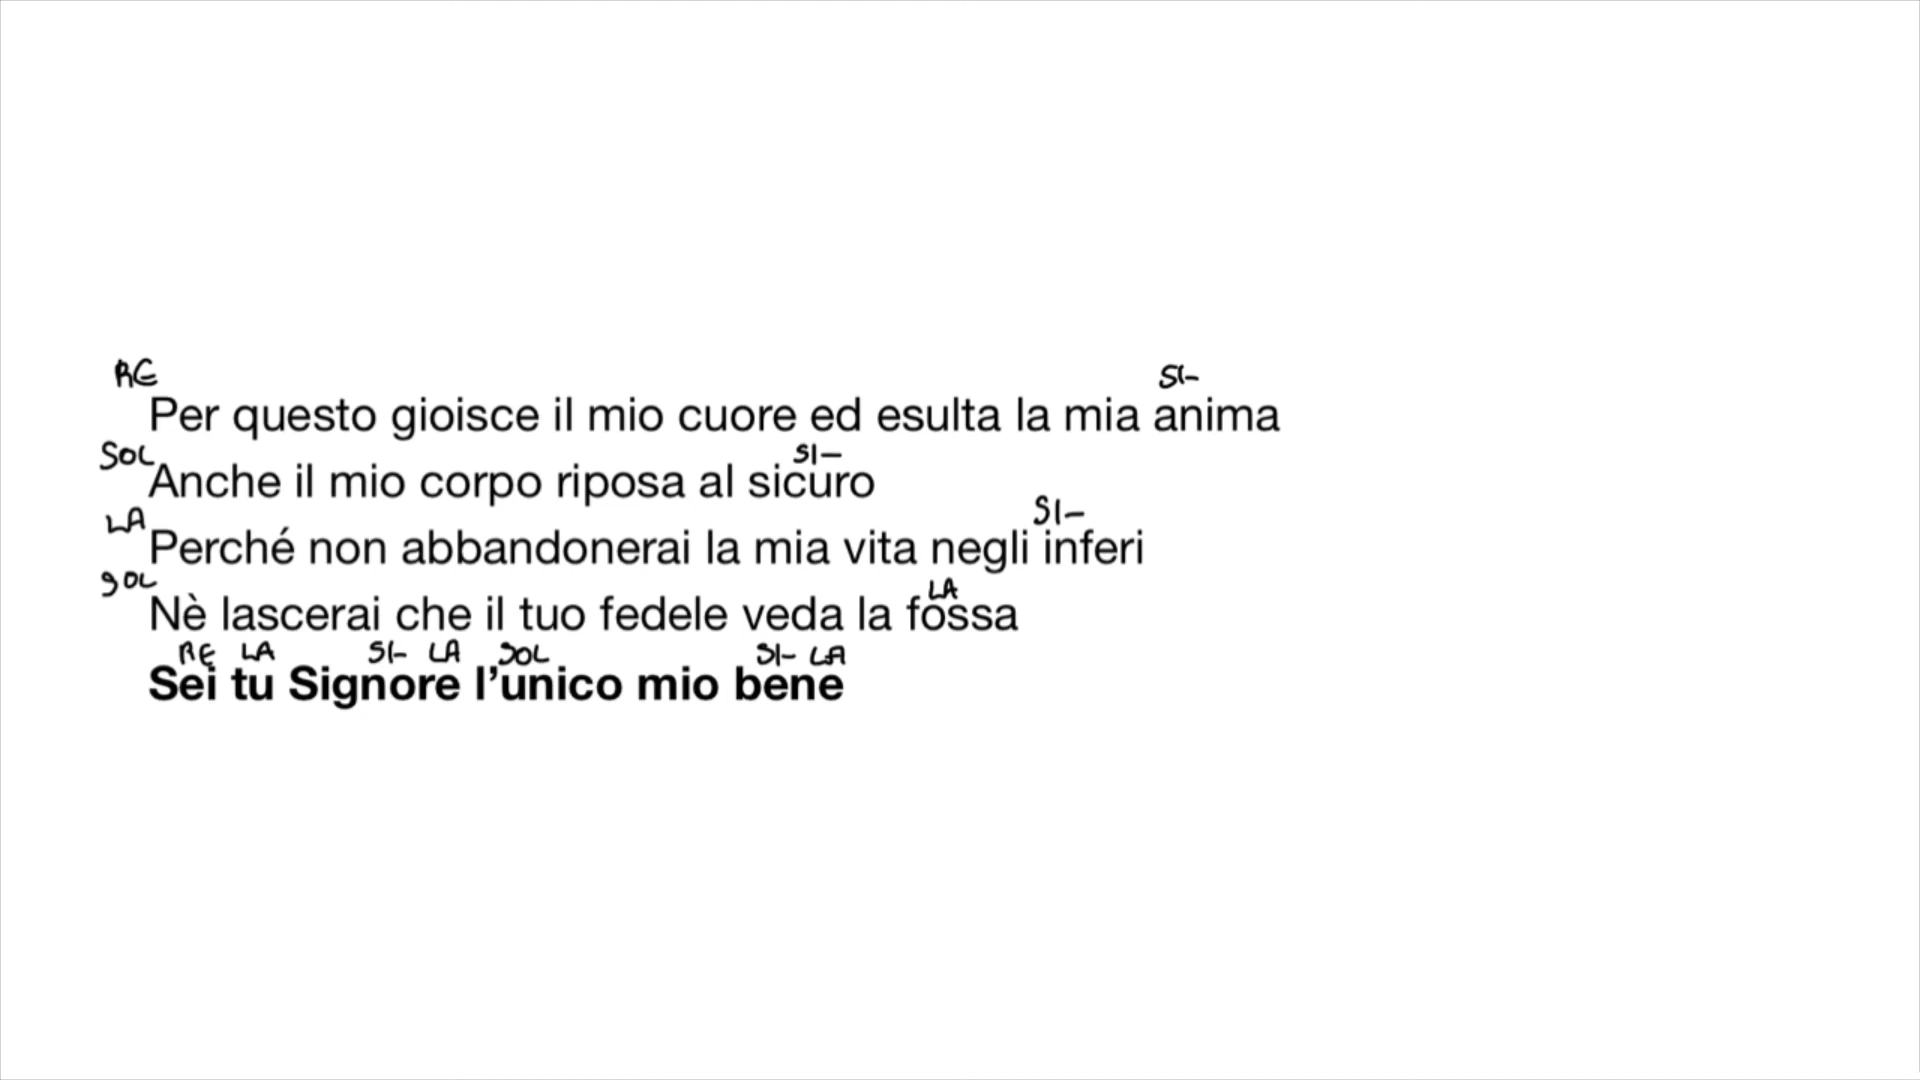 RE SI-
Per questo gioisce il mio cuore ed esulta la mia anima
SOL SI-
Anche il mio corpo riposa al sicuro
LA SI-
Perché non abbandonerai la mia vita negli inferi
SOL LA
Nè lascerai che il tuo fedele veda la fossa
RE LA SI- LA SOL SI- LA
Sei tu Signore l’unico mio bene